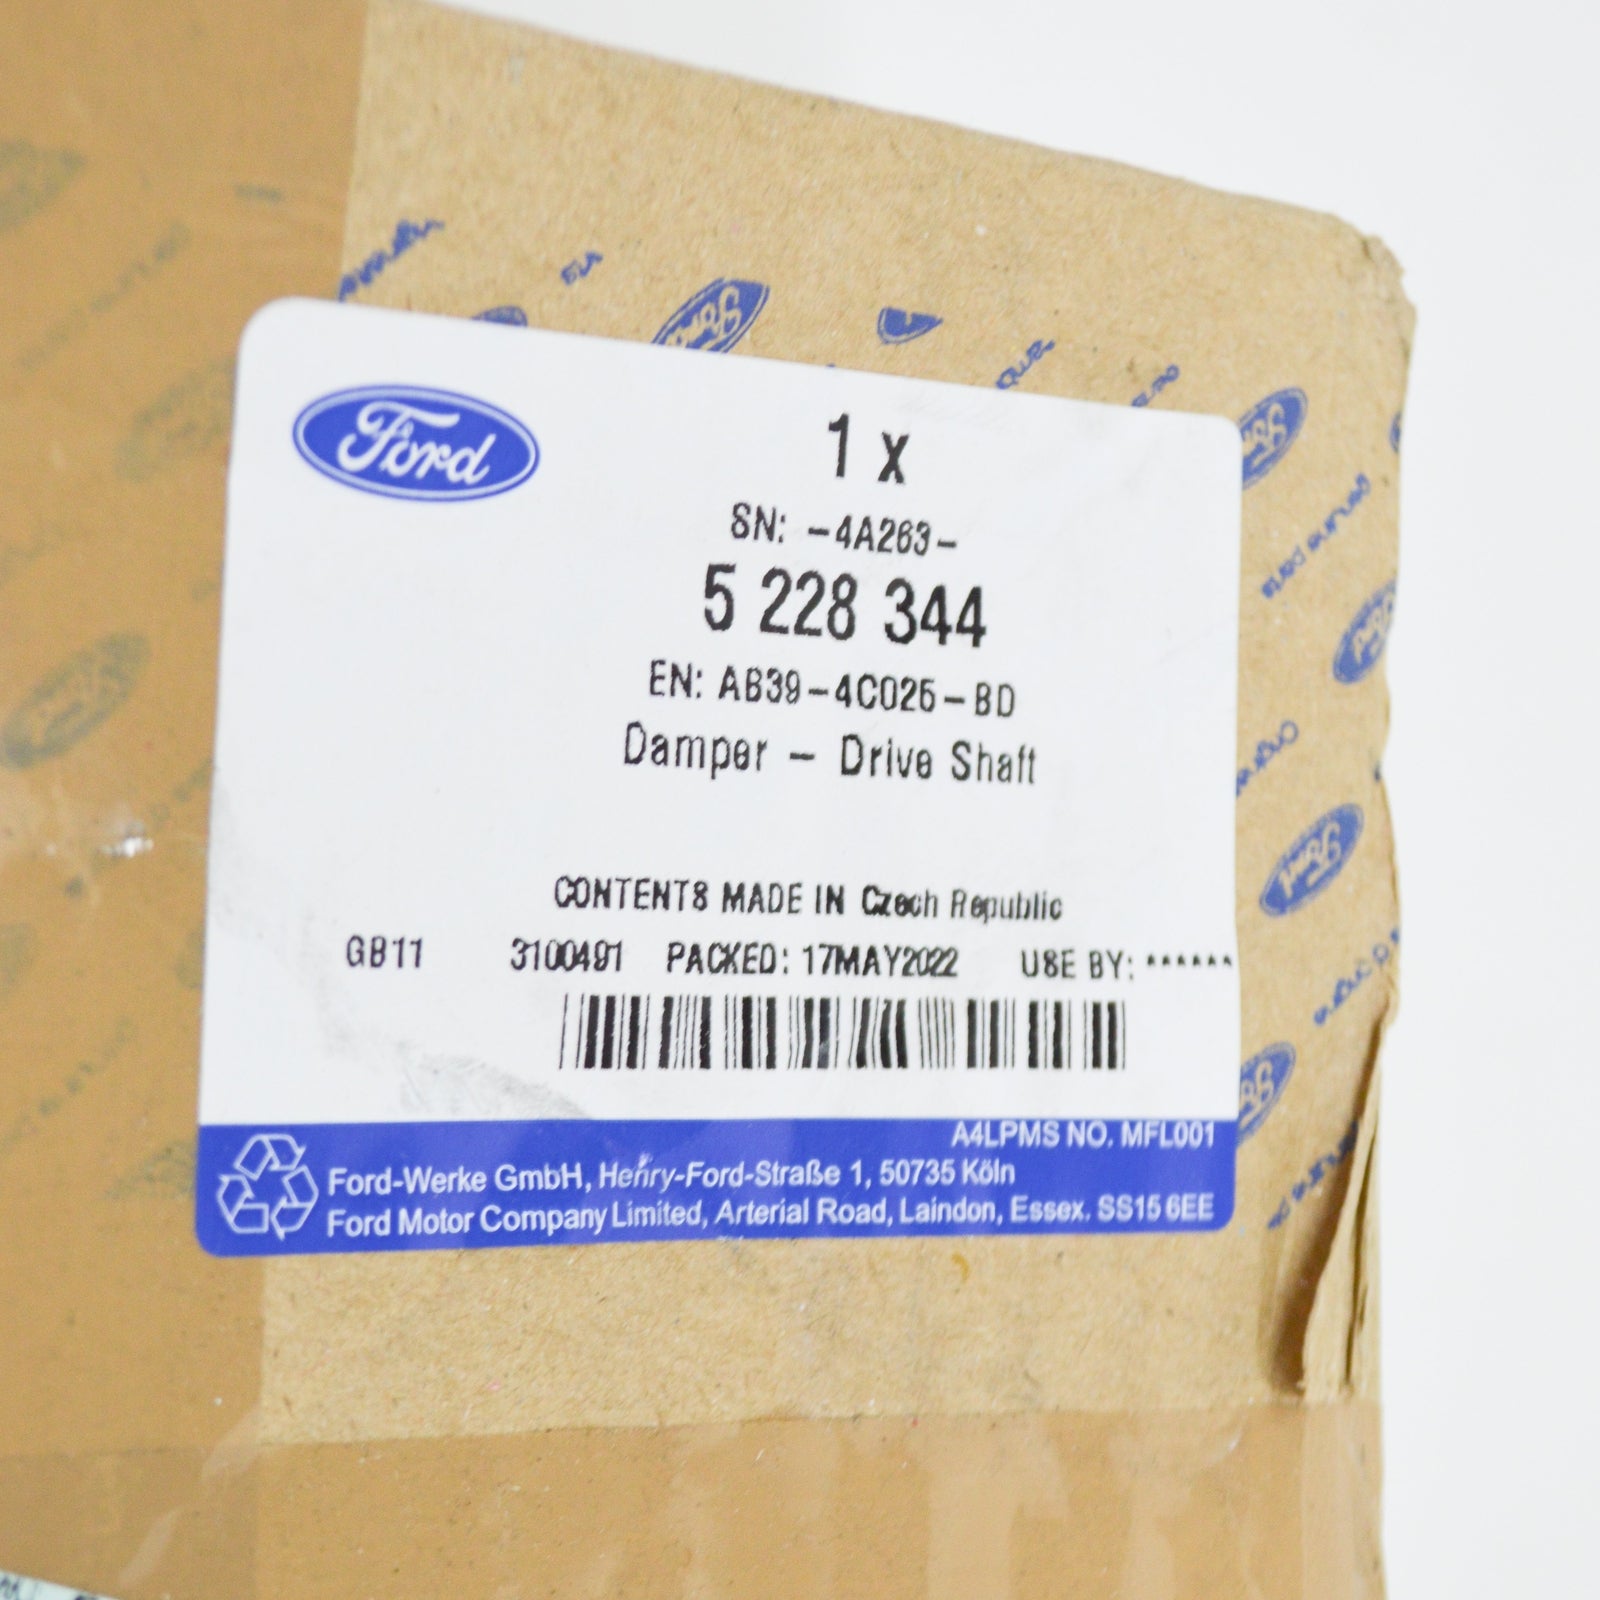 Ford
1 x
SN: -4A263-
5 228 344
EN: AB39-4C026-BD
Damper - Drive Shaft
CONTENTS MADE IN Czech Republic
GB11 3100491 PACKED: 17MAY2022 USE BY: ******
A4LPMS NO. MFL001
Ford-Werke GmbH, Henry-Ford-Straße 1, 50735 Köln
Ford Motor Company Limited, Arterial Road, Laindon, Essex. SS15 6EE